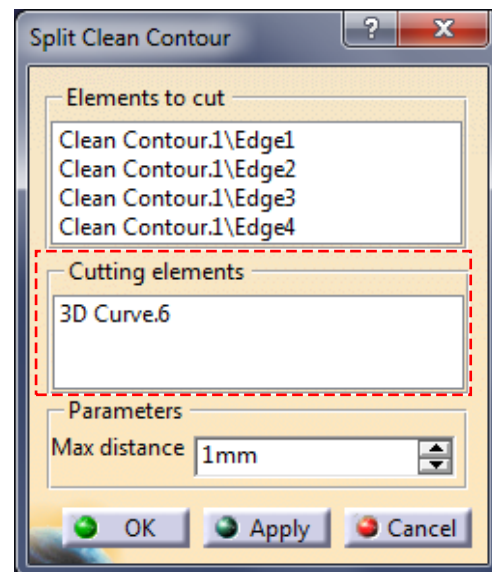 Split Clean Contour
?
X
Elements to cut
Clean Contour.1\Edge1
Clean Contour.1\Edge2
Clean Contour.1\Edge3
Clean Contour.1\Edge4
Cutting elements
3D Curve.6
Parameters
Max distance 1mm
OK Apply Cancel